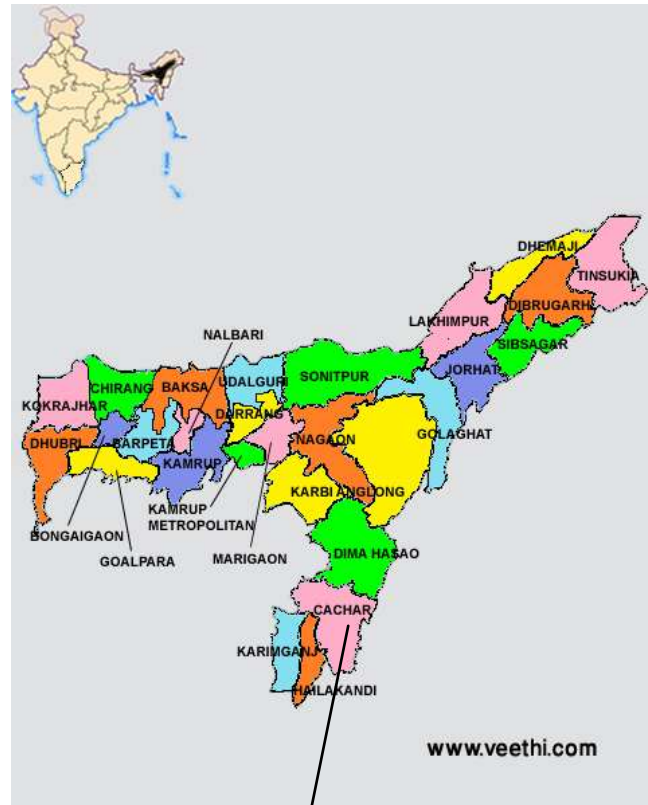 DHEMAJI
TINSUKIA
DIBRUGARH
LAKHIMPUR
SIBSAGAR
NALBARI
JORHAT
UDALGURI
SONITPUR
CHIRANG
BAKSA
KOKRAJHAR
DARRANG
DHUBRI
BARPETA
NAGAON
GOLAGHAT
KAMRUP
KARBI ANGLONG
KAMRUP
METROPOLITAN
BONGAIGAON
GOALPARA
MARIGAON
DIMA HASAO
CACHAR
KARIMGANJ
HAILAKANDI
www.veethi.com